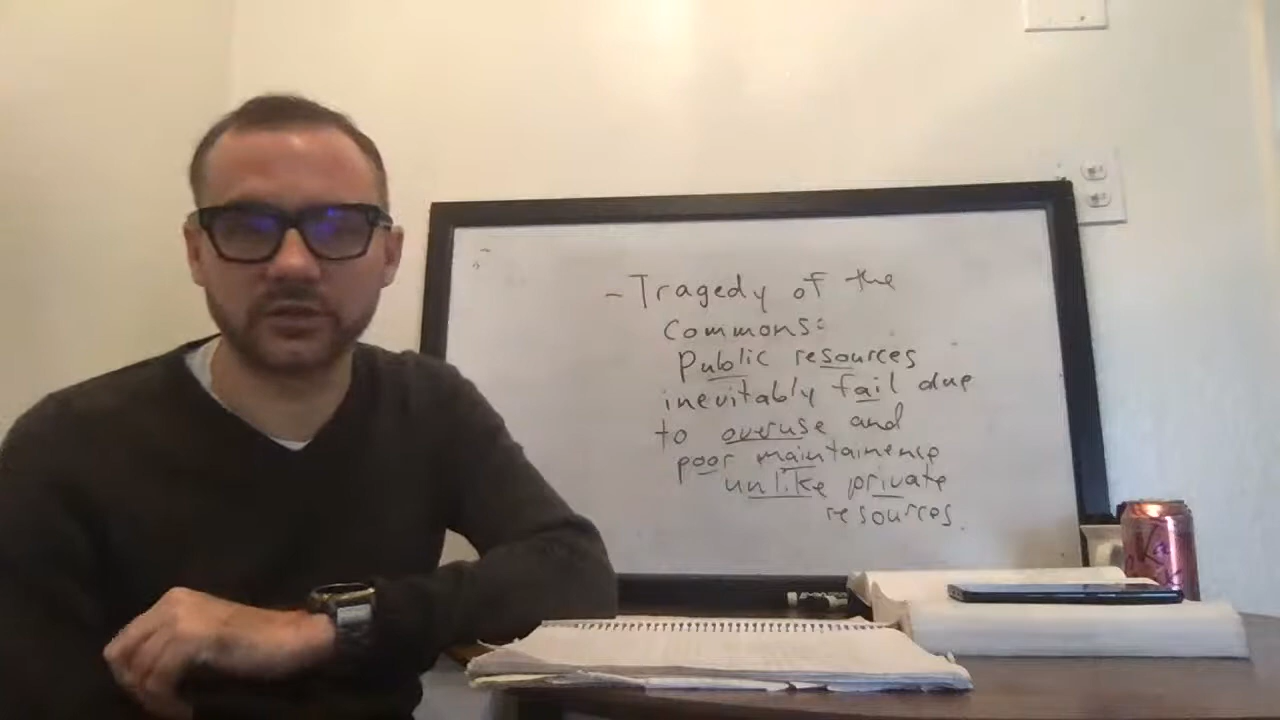 - Tragedy of the
Commons:
Public resources
inevitably fail due
to overuse and
poor maintainence
unlike private
resources.